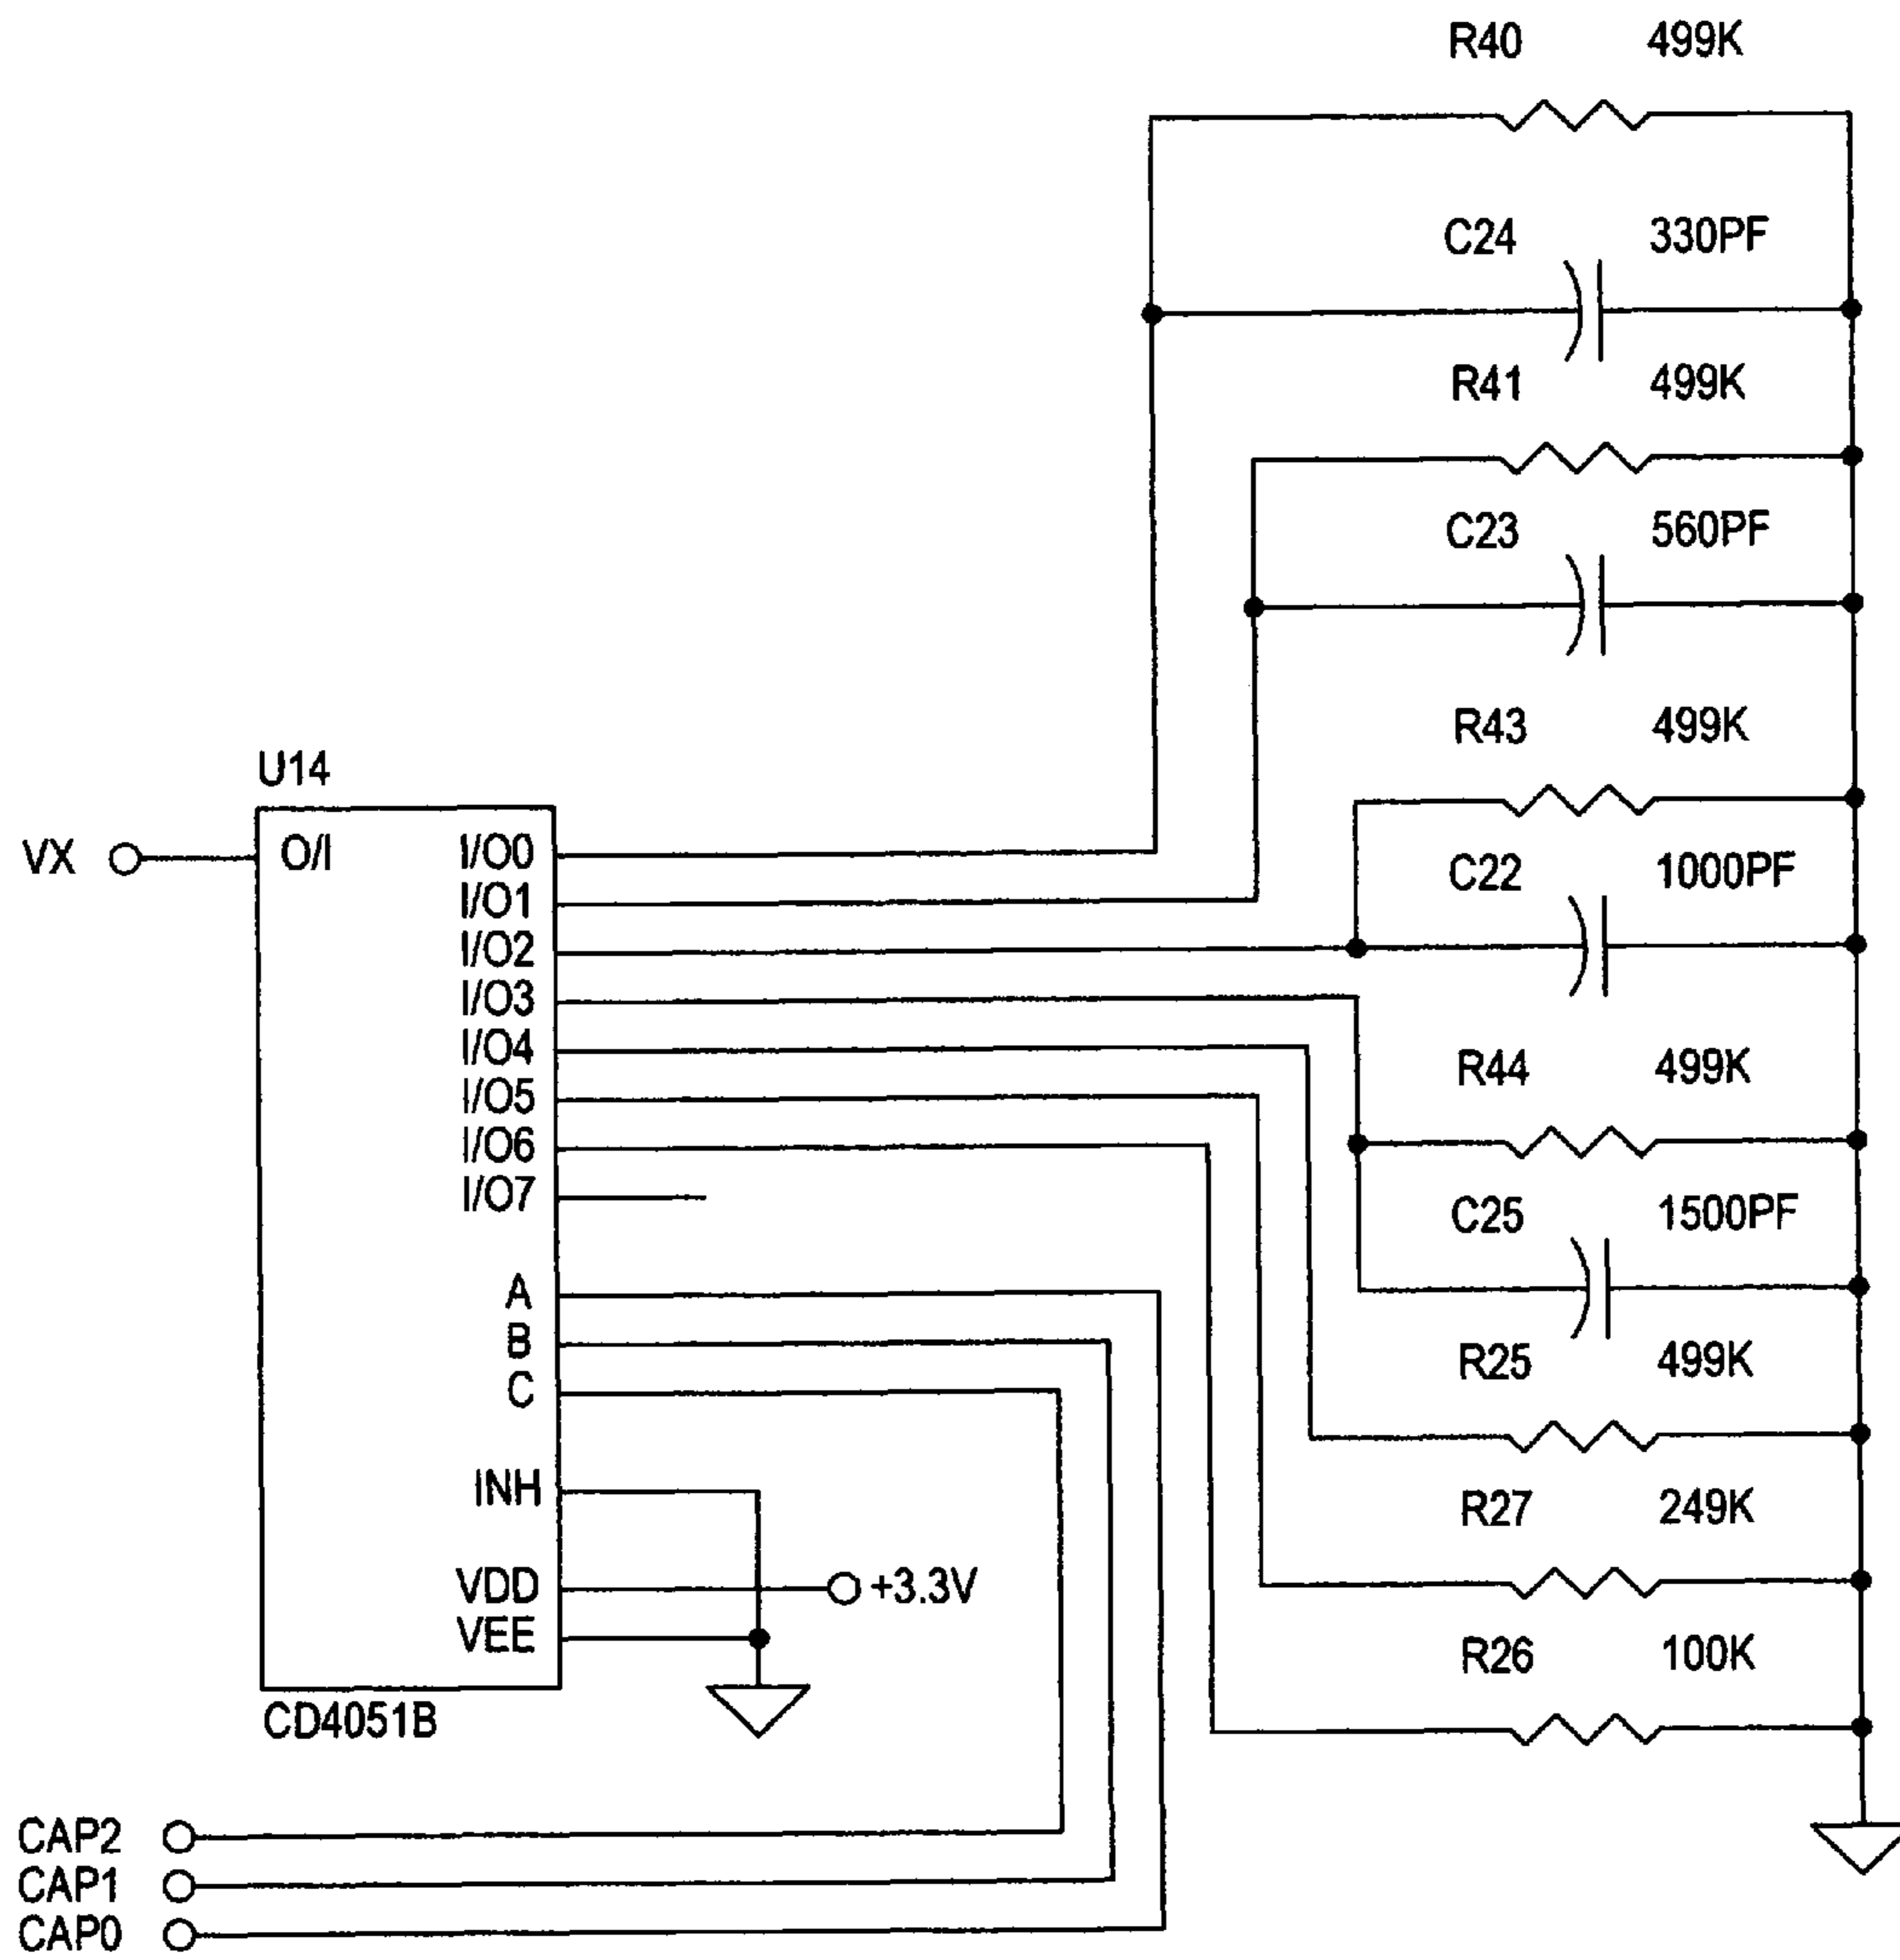 R40 499K
C24 330PF
R41 499K
C23 560PF
R43 499K
U14
VX O/I I/O0
C22 1000PF
I/O1
I/O2
I/O3
I/O4
R44 499K
I/O5
I/O6
I/O7
C25 1500PF
A
B
R25 499K
C
INH
R27 249K
VDD +3.3V
VEE
R26 100K
CD4051B
CAP2
CAP1
CAP0